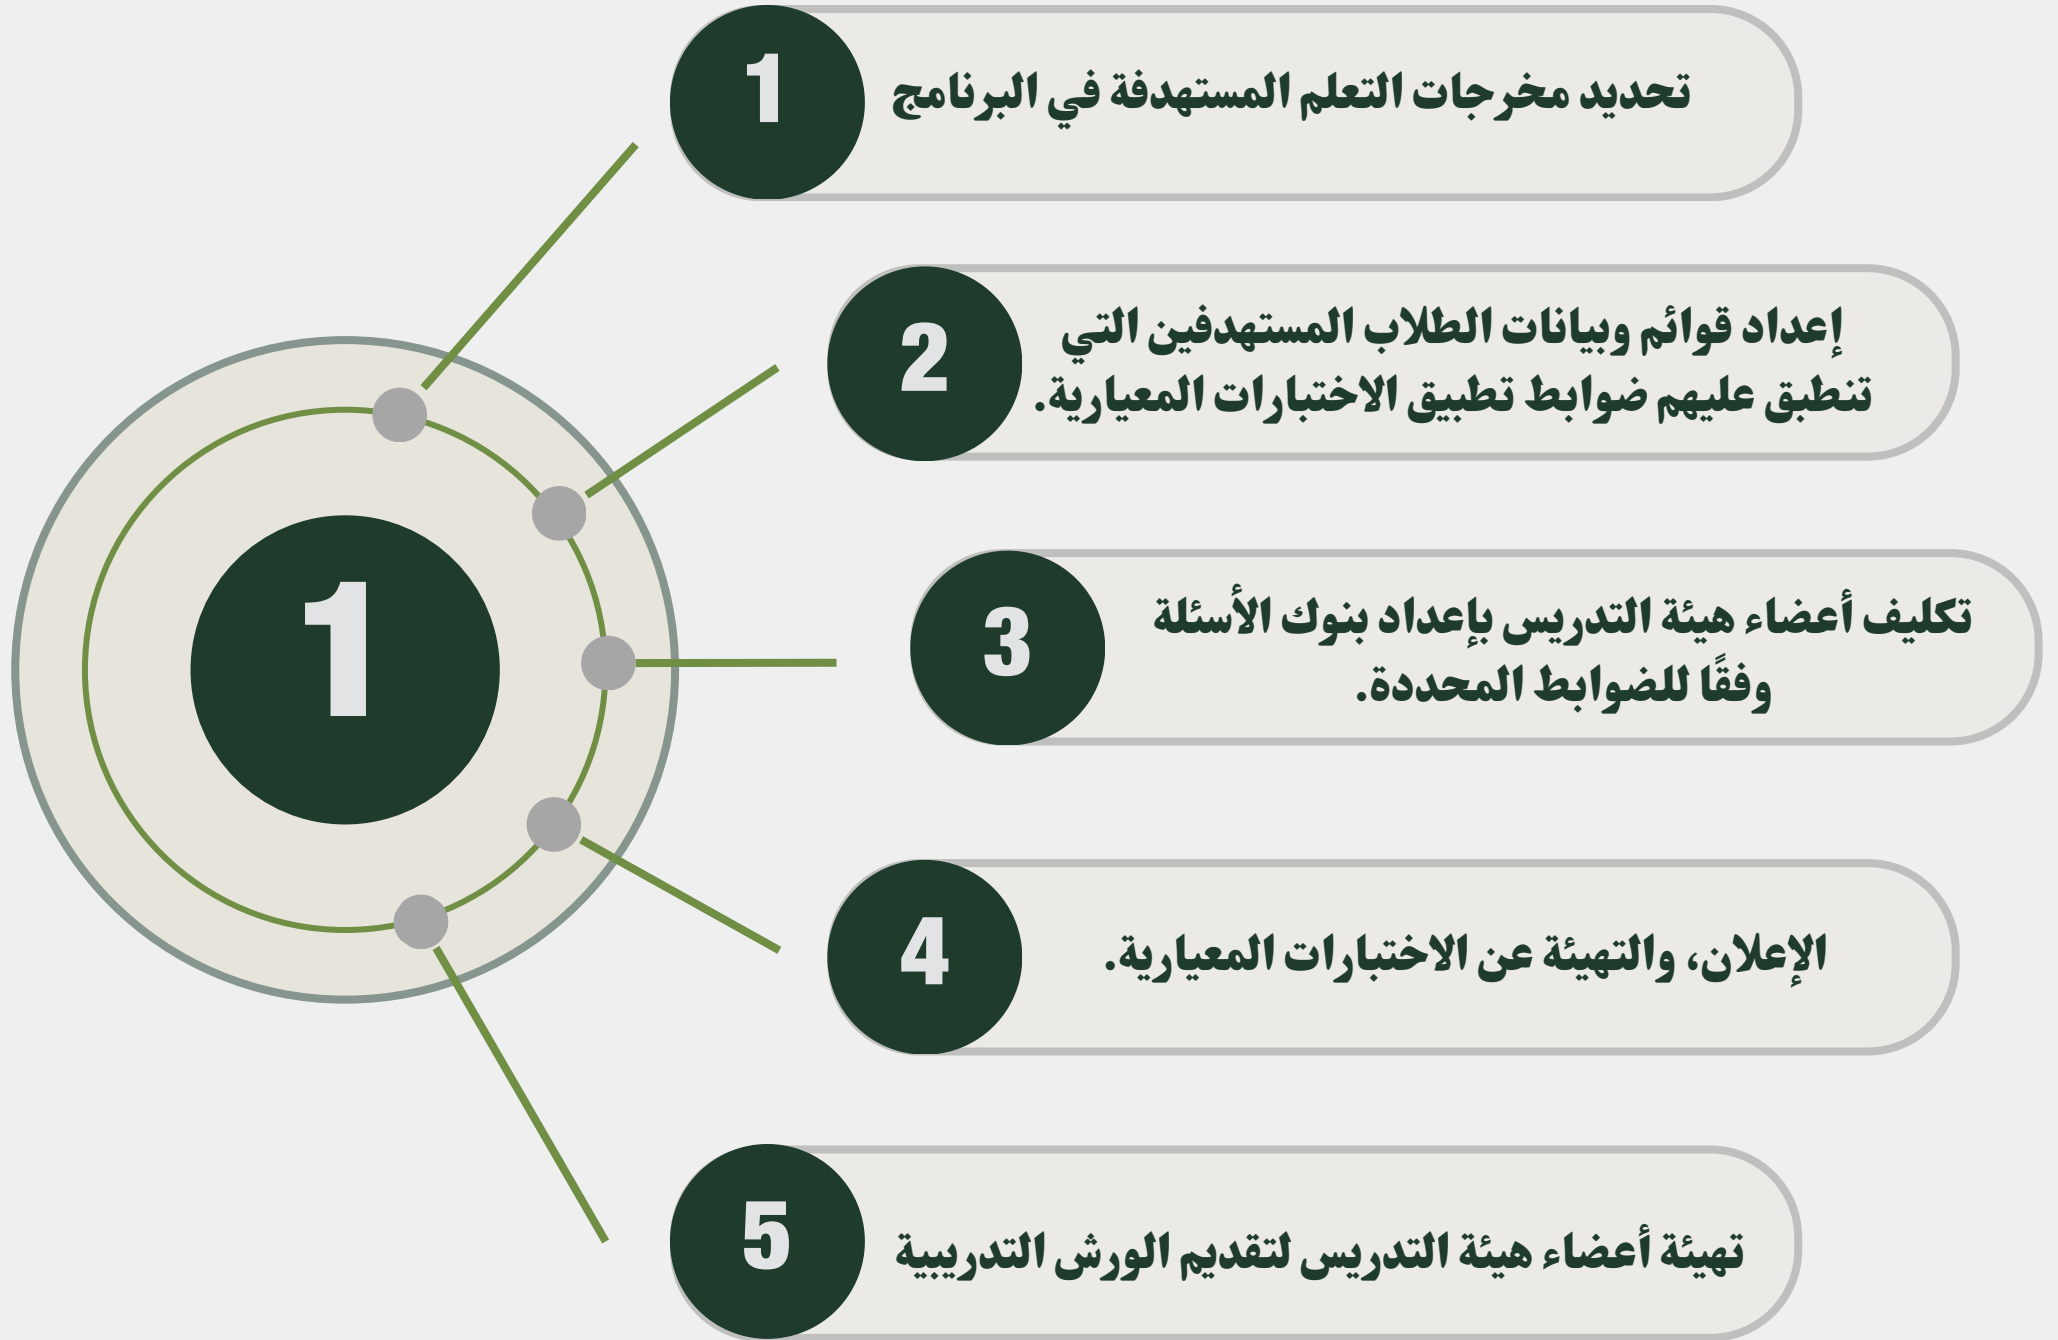 1
1
تحديد مخرجات التعلم المستهدفة في البرنامج
2
إعداد قوائم وبيانات الطلاب المستهدفين التي
تنطبق عليهم ضوابط تطبيق الاختبارات المعيارية.
3
تكليف أعضاء هيئة التدريس بإعداد بنوك الأسئلة
وفقًا للضوابط المحددة.
4
الإعلان، والتهيئة عن الاختبارات المعيارية.
5
تهيئة أعضاء هيئة التدريس لتقديم الورش التدريبية